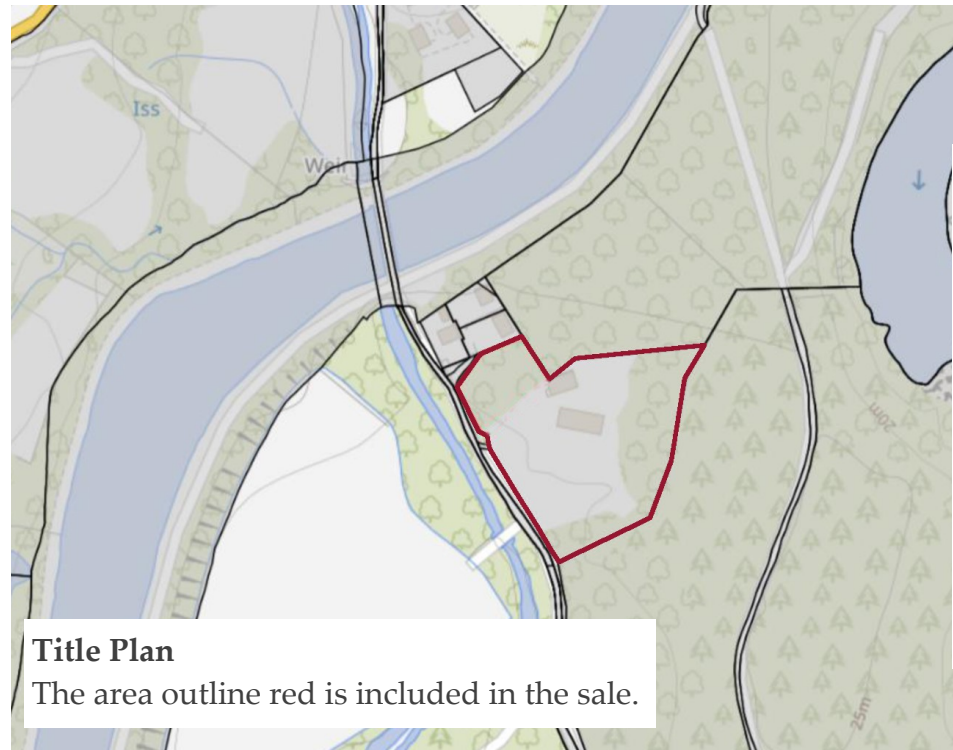 Iss
Weir
20m
25m
Title Plan
The area outline red is included in the sale.